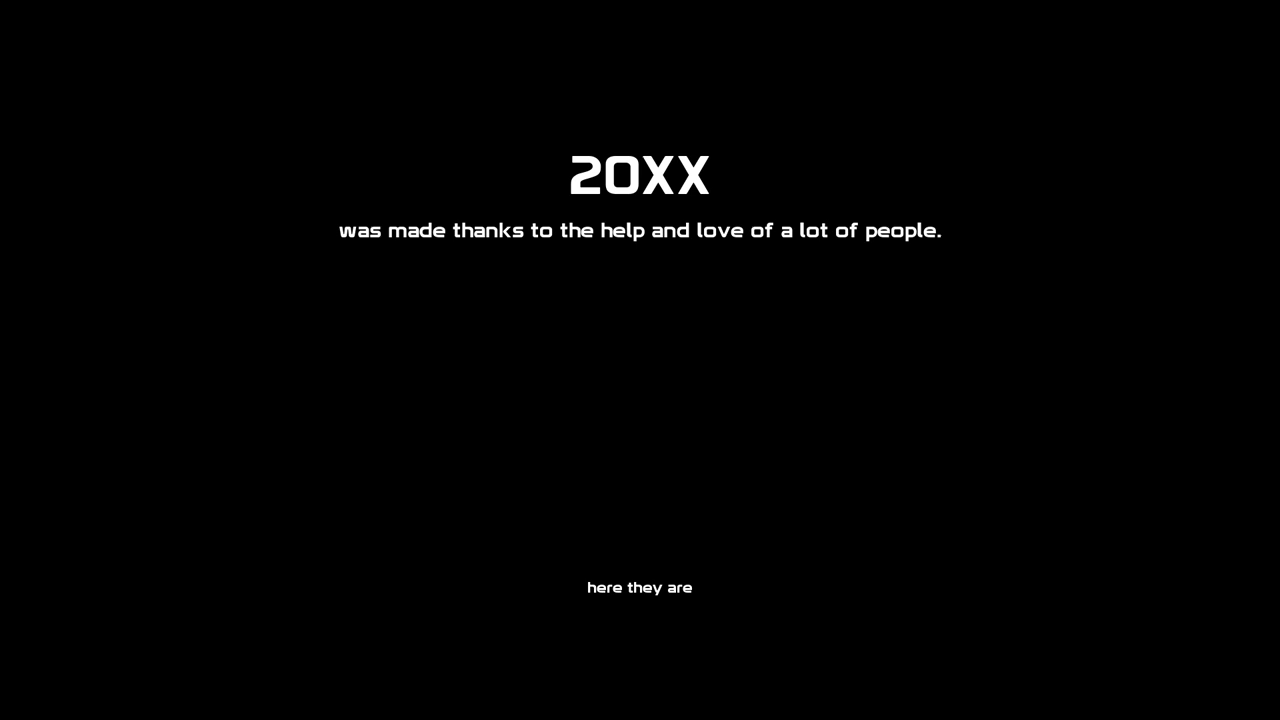 20XX
was made thanks to the help and love of a lot of people.
here they are